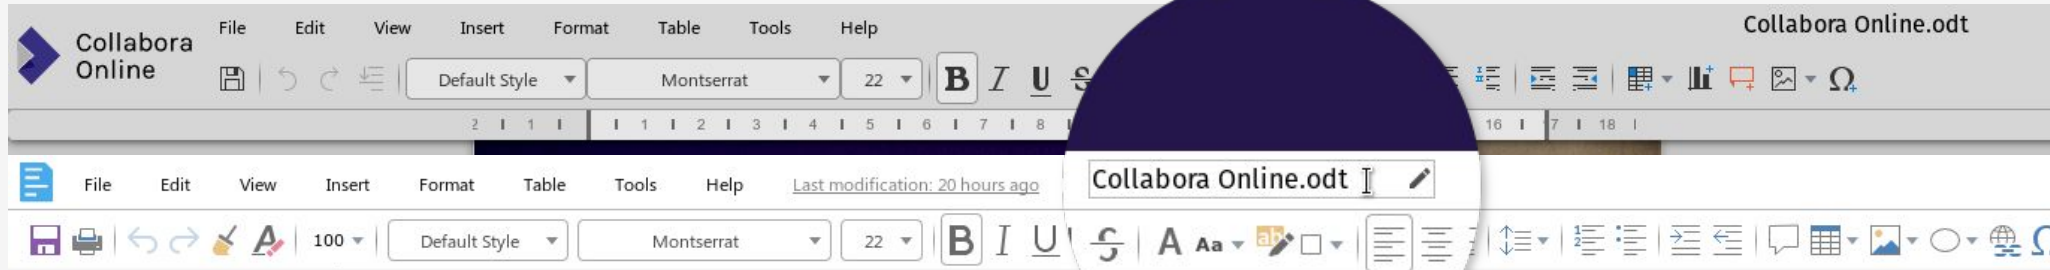 Collabora Online
File Edit View Insert Format Table Tools Help
Collabora Online.odt
Default Style Montserrat 22 B I U S Ω
2 1 1 2 3 4 5 6 7 8 16 17 18
File Edit View Insert Format Table Tools Help Last modification: 20 hours ago
Collabora Online.odt
100 Default Style Montserrat 22 B I U S A Aa ab Ω